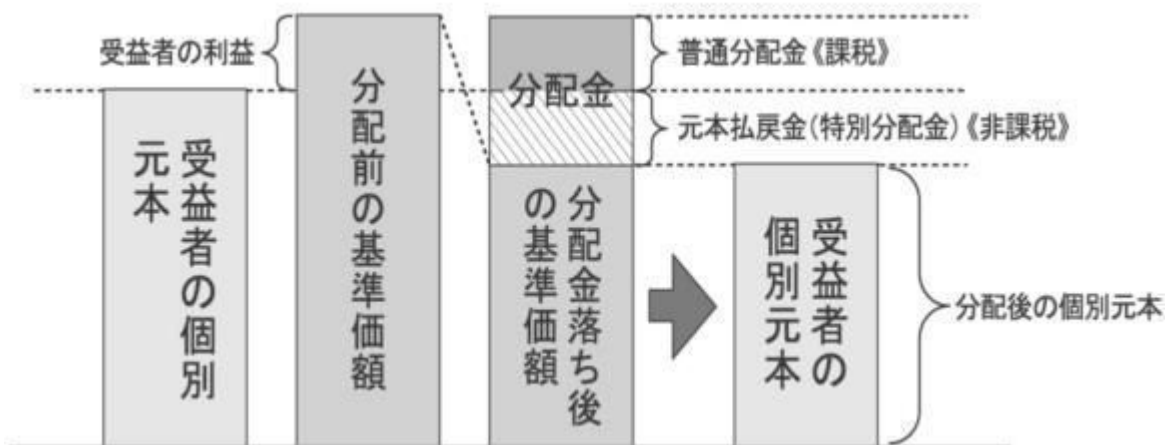 受益者の利益
受益者の個別
元本
分配前の基準価額
分配金
分配金落ち後
の基準価額
普通分配金《課税》
元本払戻金(特別分配金)《非課税》
受益者の
個別元本
分配後の個別元本